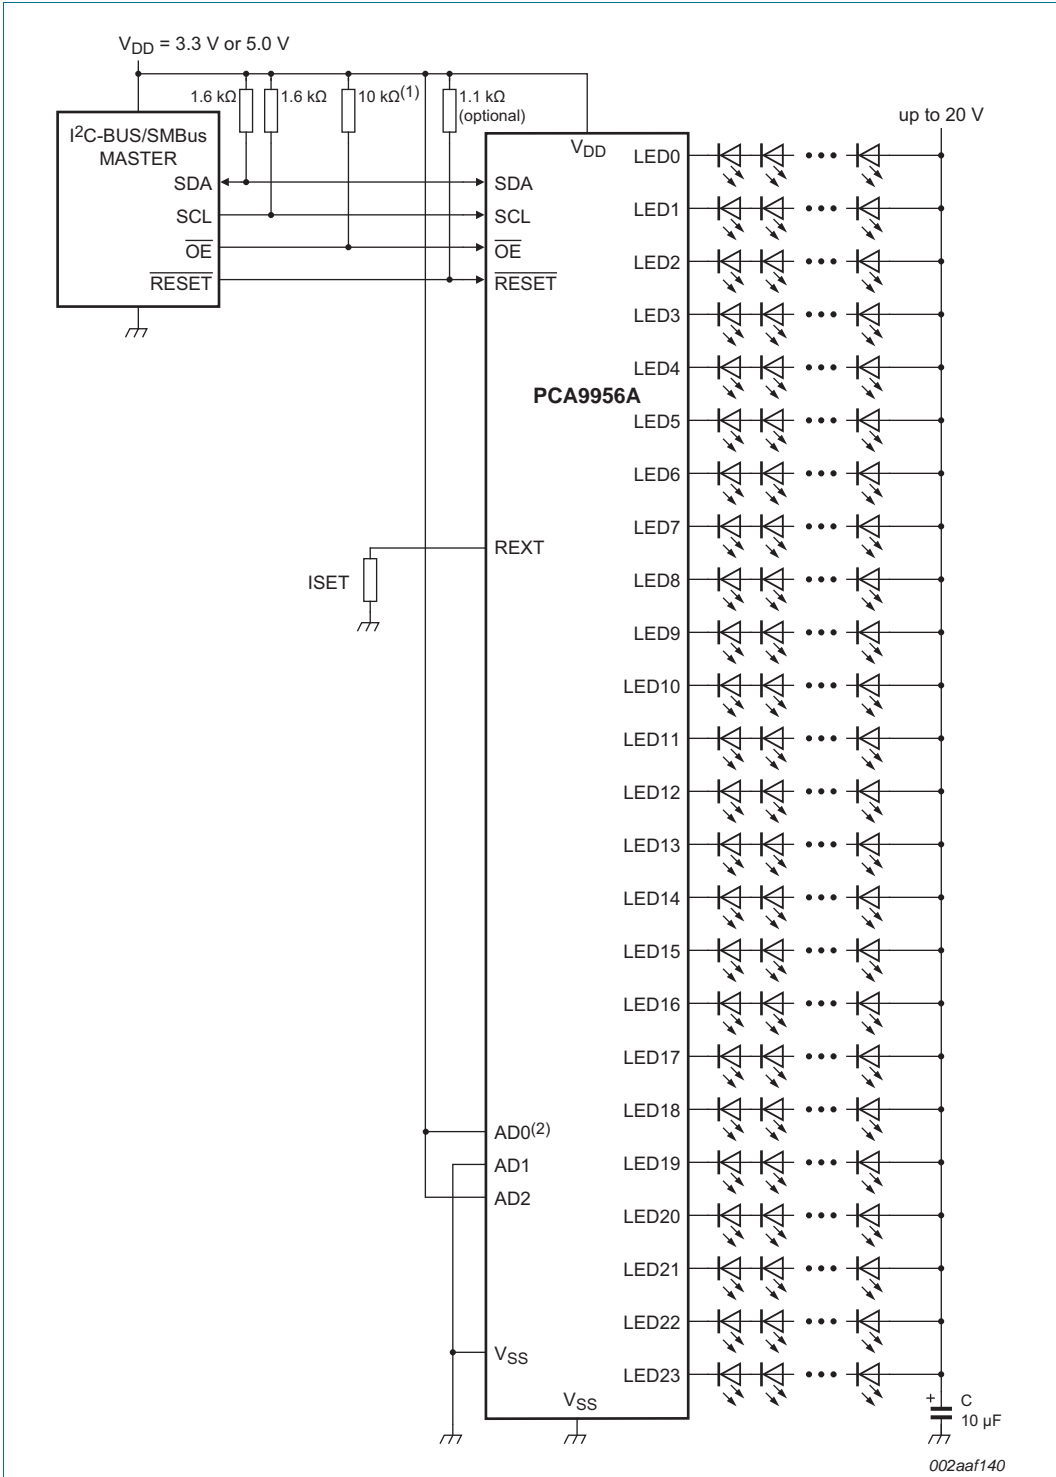 VDD = 3.3 V or 5.0 V
1.6 kΩ
1.6 kΩ
10 kΩ(1)
1.1 kΩ
(optional)
up to 20 V
I2C-BUS/SMBus
MASTER
SDA
SCL
OE
RESET
VDD
SDA
SCL
OE
RESET
PCA9956A
REXT
ISET
AD0(2)
AD1
AD2
VSS
VSS
LED0
LED1
LED2
LED3
LED4
LED5
LED6
LED7
LED8
LED9
LED10
LED11
LED12
LED13
LED14
LED15
LED16
LED17
LED18
LED19
LED20
LED21
LED22
LED23
+
C
10 μF
002aaf140